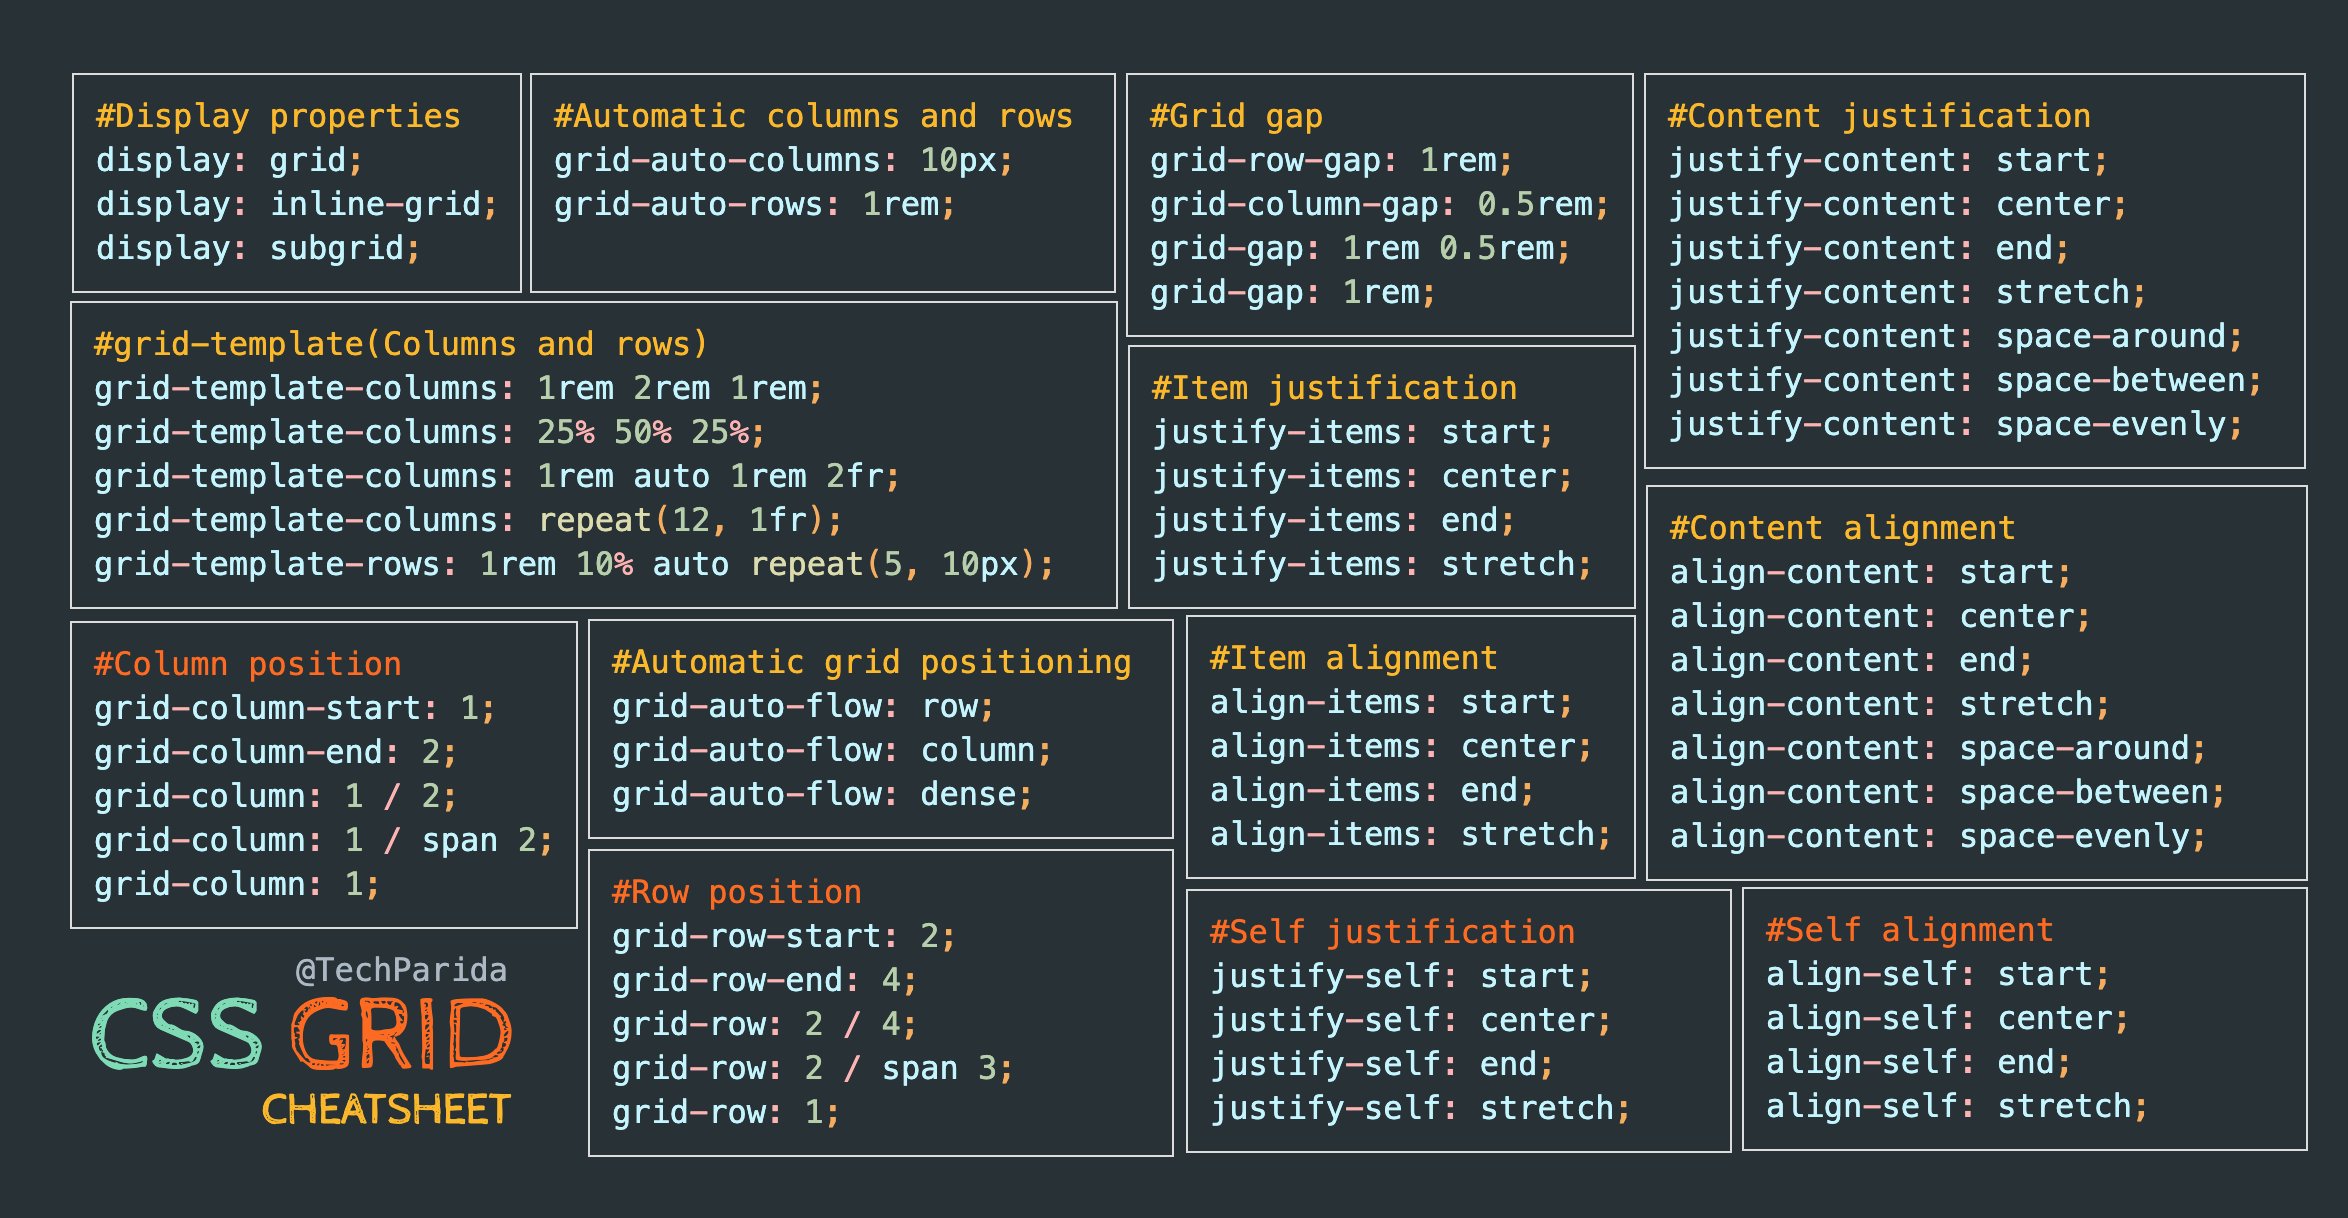 #Display properties
display: grid;
display: inline-grid;
display: subgrid;
#Automatic columns and rows
grid-auto-columns: 10px;
grid-auto-rows: 1rem;
#Grid gap
grid-row-gap: 1rem;
grid-column-gap: 0.5rem;
grid-gap: 1rem 0.5rem;
grid-gap: 1rem;
#Content justification
justify-content: start;
justify-content: center;
justify-content: end;
justify-content: stretch;
justify-content: space-around;
justify-content: space-between;
justify-content: space-evenly;
#grid-template(Columns and rows)
grid-template-columns: 1rem 2rem 1rem;
grid-template-columns: 25% 50% 25%;
grid-template-columns: 1rem auto 1rem 2fr;
grid-template-columns: repeat(12, 1fr);
grid-template-rows: 1rem 10% auto repeat(5, 10px);
#Item justification
justify-items: start;
justify-items: center;
justify-items: end;
justify-items: stretch;
#Content alignment
align-content: start;
align-content: center;
align-content: end;
align-content: stretch;
align-content: space-around;
align-content: space-between;
align-content: space-evenly;
#Column position
grid-column-start: 1;
grid-column-end: 2;
grid-column: 1 / 2;
grid-column: 1 / span 2;
grid-column: 1;
#Automatic grid positioning
grid-auto-flow: row;
grid-auto-flow: column;
grid-auto-flow: dense;
#Item alignment
align-items: start;
align-items: center;
align-items: end;
align-items: stretch;
#Row position
grid-row-start: 2;
grid-row-end: 4;
grid-row: 2 / 4;
grid-row: 2 / span 3;
grid-row: 1;
#Self justification
justify-self: start;
justify-self: center;
justify-self: end;
justify-self: stretch;
#Self alignment
align-self: start;
align-self: center;
align-self: end;
align-self: stretch;
@TechParida
CSS GRID
CHEATSHEET